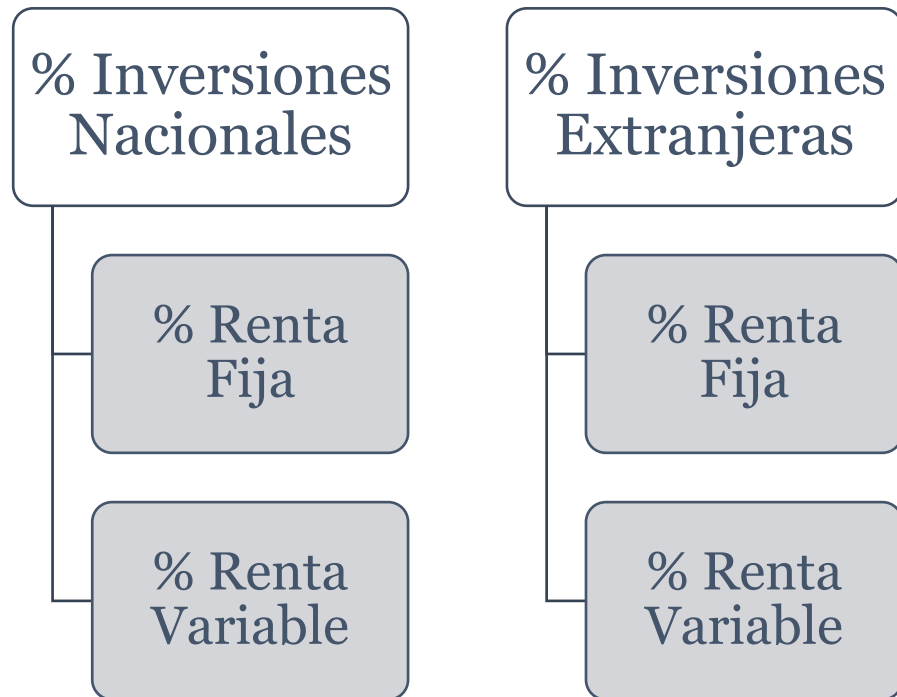 % Inversiones
Nacionales
% Renta
Fija
% Renta
Variable
% Inversiones
Extranjeras
% Renta
Fija
% Renta
Variable